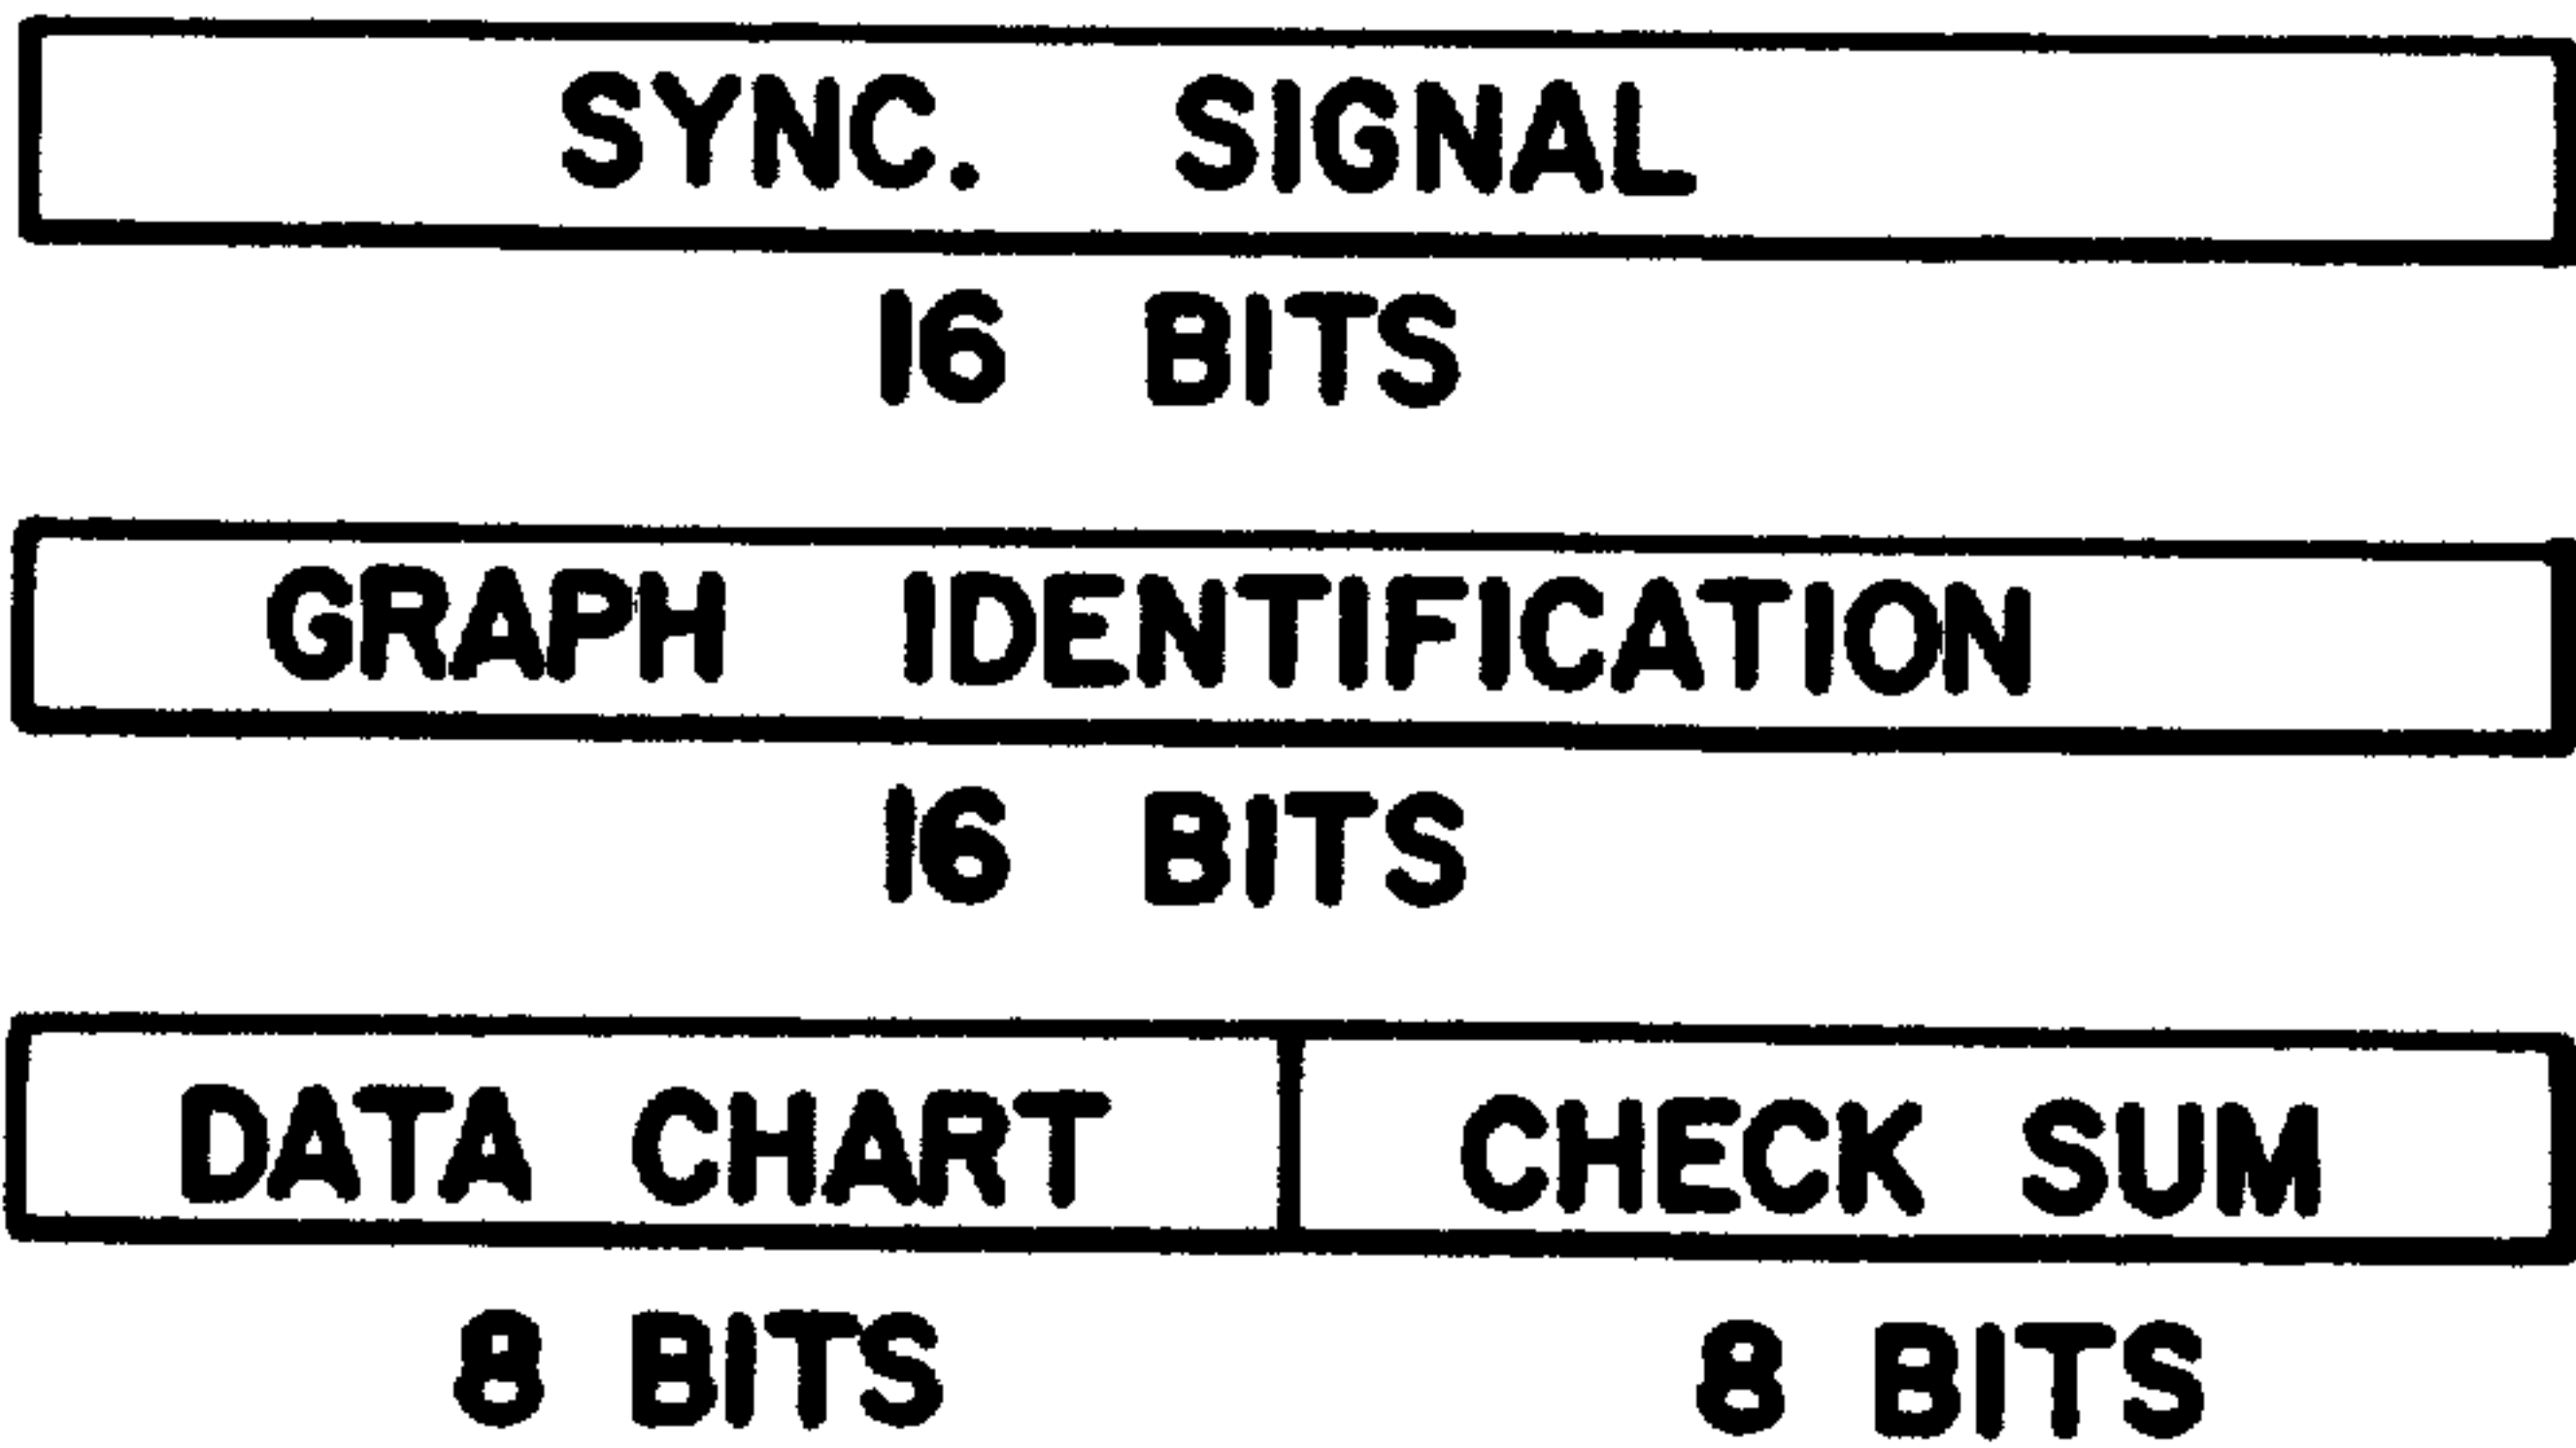 SYNC. SIGNAL
16 BITS
GRAPH IDENTIFICATION
16 BITS
DATA CHART CHECK SUM
8 BITS 8 BITS